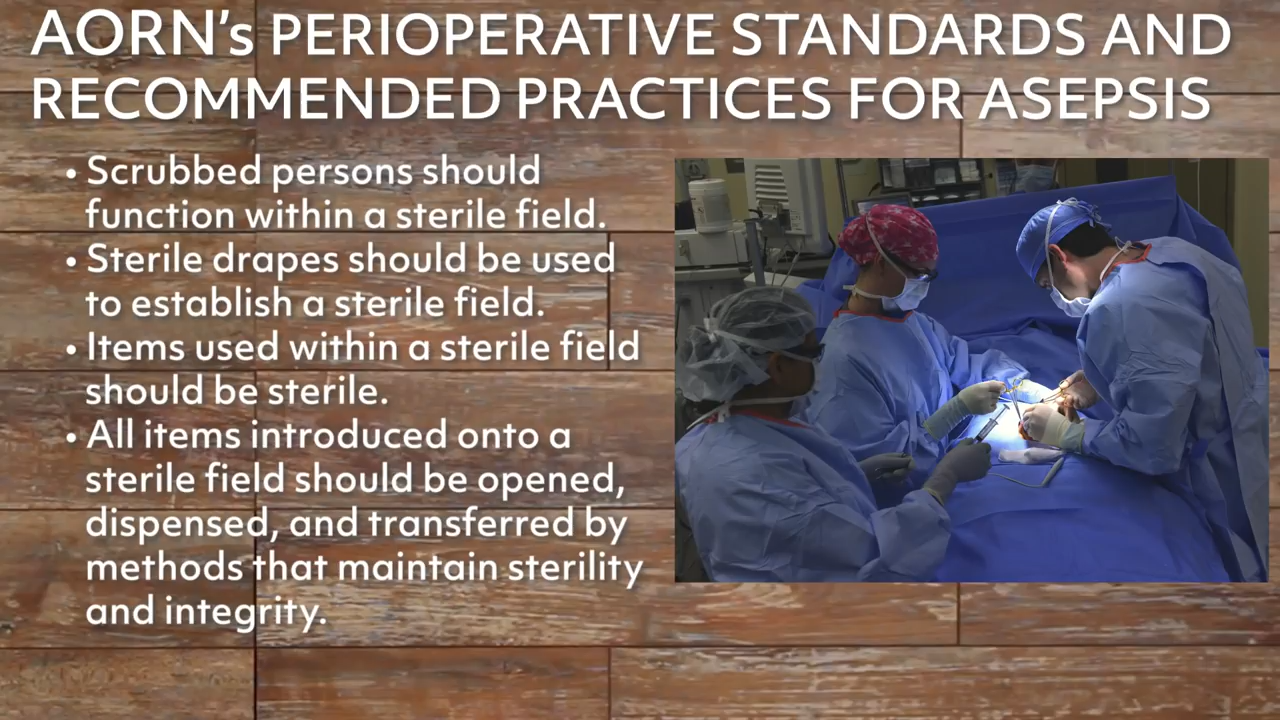 AORN's PERIOPERATIVE STANDARDS AND
RECOMMENDED PRACTICES FOR ASEPSIS
• Scrubbed persons should
function within a sterile field.
• Sterile drapes should be used
to establish a sterile field.
• Items used within a sterile field
should be sterile.
• All items introduced onto a
sterile field should be opened,
dispensed, and transferred by
methods that maintain sterility
and integrity.